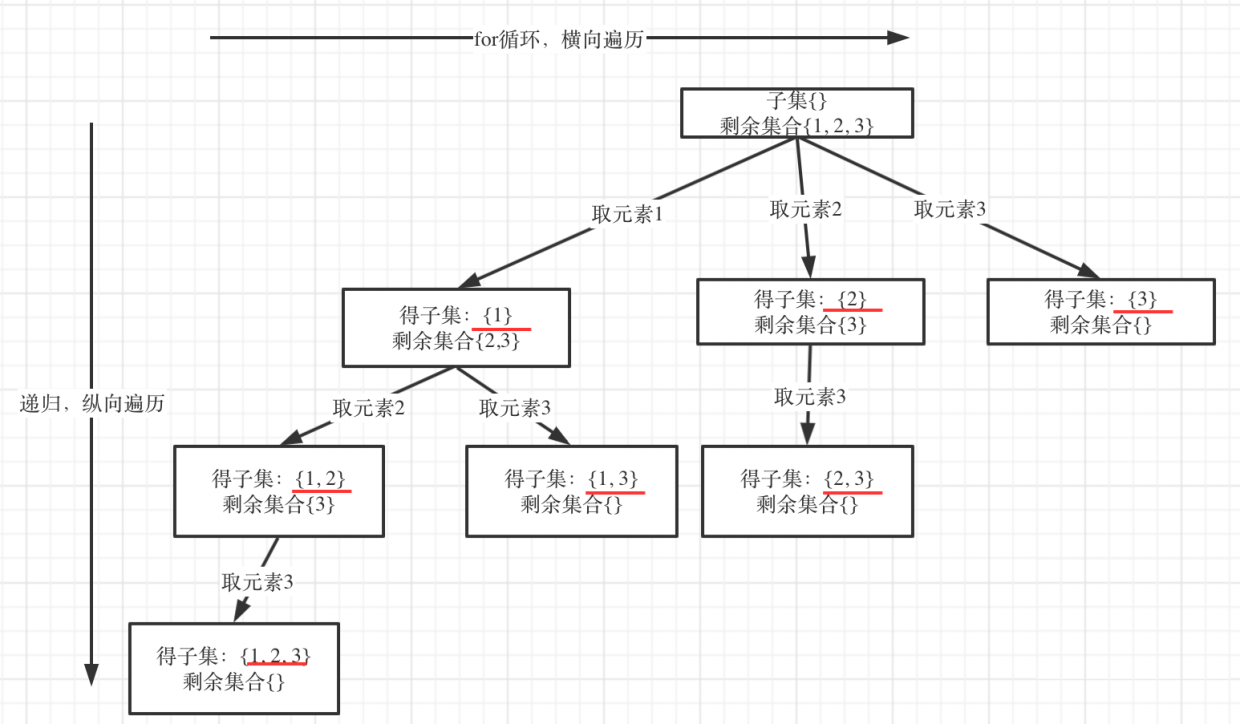 for循环，横向遍历
子集{}
剩余集合{1, 2, 3}
取元素1
取元素2
取元素3
得子集：{1}
剩余集合{2,3}
得子集：{2}
剩余集合{3}
得子集：{3}
剩余集合{}
递归，纵向遍历
取元素2
取元素3
取元素3
得子集：{1, 2}
剩余集合{3}
得子集：{1, 3}
剩余集合{}
得子集：{2, 3}
剩余集合{}
取元素3
得子集：{1, 2, 3}
剩余集合{}